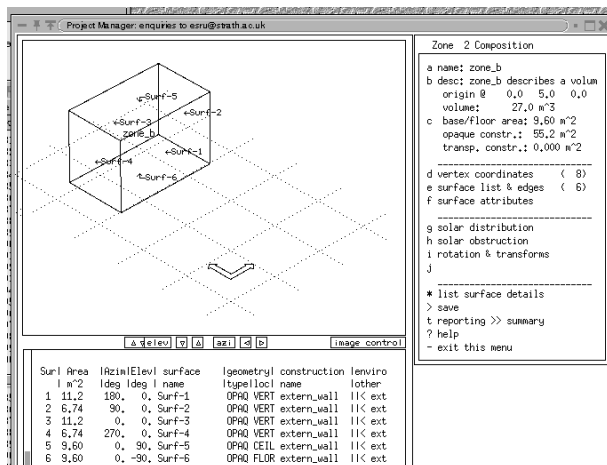 Project Manager: enquiries to esru@strath.ac.uk
Surf-5
Surf-2
Surf-3
zone_b
Surf-1
Surf-4
Surf-6
elev azi image control
Sur| Area |Azim|Elev| surface |geometry| construction |enviro
| m^2 |deg |deg | name |type|loc| name |other
1 11.2 180. 0. Surf-1 OPAQ VERT extern_wall ||< ext
2 6.74 90. 0. Surf-2 OPAQ VERT extern_wall ||< ext
3 11.2 0. 0. Surf-3 OPAQ VERT extern_wall ||< ext
4 6.74 270. 0. Surf-4 OPAQ VERT extern_wall ||< ext
5 9.60 0. 90. Surf-5 OPAQ CEIL extern_wall ||< ext
6 9.60 0. -90. Surf-6 OPAQ FLOR extern_wall ||< ext
Zone 2 Composition
a name: zone_b
b desc: zone_b describes a volum
origin @ 0.0 5.0 0.0
volume: 27.0 m^3
c base/floor area: 9.60 m^2
opaque constr.: 55.2 m^2
transp. constr.: 0.000 m^2
d vertex coordinates ( 8)
e surface list & edges ( 6)
f surface attributes
g solar distribution
h solar obstruction
i rotation & transforms
j
* list surface details
> save
t reporting >> summary
? help
- exit this menu